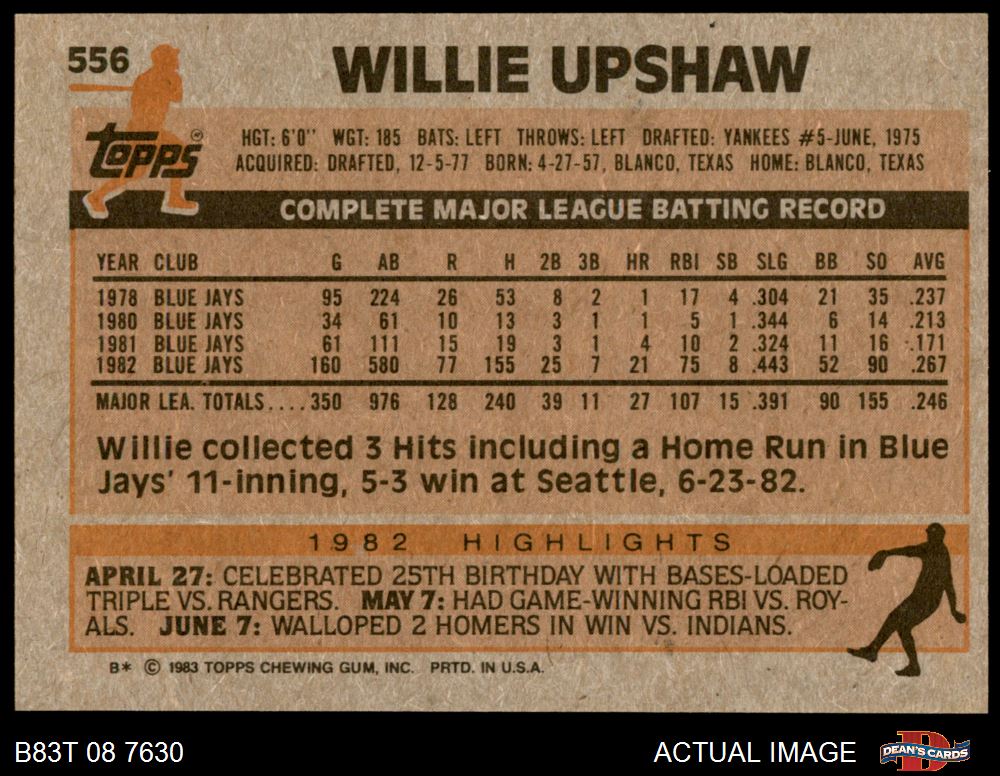 556
WILLIE UPSHAW
Topps
HGT: 6'0" WGT: 185 BATS: LEFT THROWS: LEFT DRAFTED: YANKEES #5-JUNE, 1975
ACQUIRED: DRAFTED, 12-5-77 BORN: 4-27-57, BLANCO, TEXAS HOME: BLANCO, TEXAS
COMPLETE MAJOR LEAGUE BATTING RECORD
YEAR CLUB G AB R H 2B 3B HR RBI SB SLG BB SO AVG
1978 BLUE JAYS 95 224 26 53 8 2 1 17 4 .304 21 35 .237
1980 BLUE JAYS 34 61 10 13 3 1 1 5 1 .344 6 14 .213
1981 BLUE JAYS 61 111 15 19 3 1 4 10 2 .324 11 16 .171
1982 BLUE JAYS 160 580 77 155 25 7 21 75 8 .443 52 90 .267
MAJOR LEA. TOTALS....350 976 128 240 39 11 27 107 15 .391 90 155 .246
Willie collected 3 Hits including a Home Run in Blue
Jays' 11-inning, 5-3 win at Seattle, 6-23-82.
1982 HIGHLIGHTS
APRIL 27: CELEBRATED 25TH BIRTHDAY WITH BASES-LOADED
TRIPLE VS. RANGERS. MAY 7: HAD GAME-WINNING RBI VS. ROY-
ALS. JUNE 7: WALLOPED 2 HOMERS IN WIN VS. INDIANS.
B* © 1983 TOPPS CHEWING GUM, INC. PRTD. IN U.S.A.
B83T 08 7630
ACTUAL IMAGE
DEAN'S CARDS